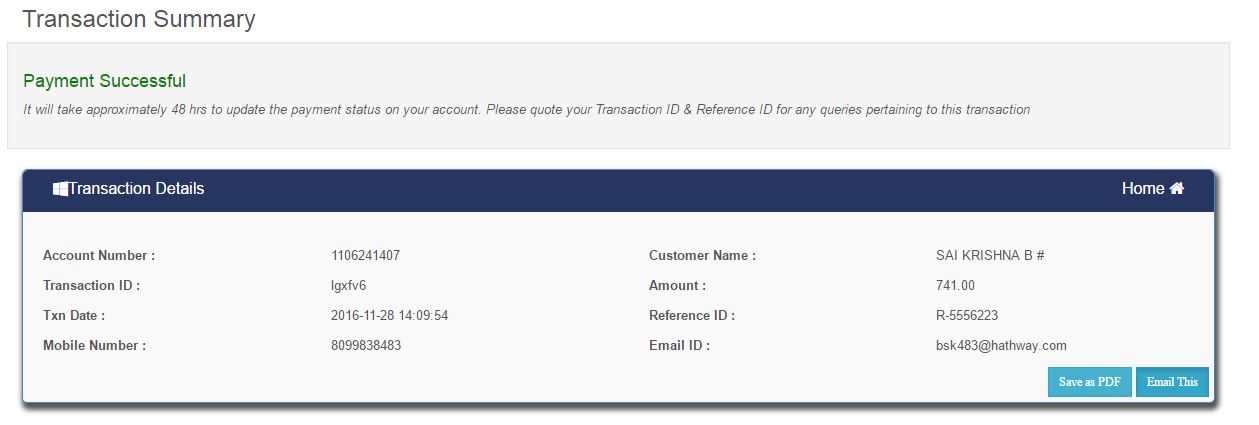 Transaction Summary
Payment Successful
It will take approximately 48 hrs to update the payment status on your account. Please quote your Transaction ID & Reference ID for any queries pertaining to this transaction
Transaction Details Home
Account Number : 1106241407 Customer Name : SAI KRISHNA B #
Transaction ID : lgxfv6 Amount : 741.00
Txn Date : 2016-11-28 14:09:54 Reference ID : R-5556223
Mobile Number : 8099838483 Email ID : bsk483@hathway.com
Save as PDF Email This